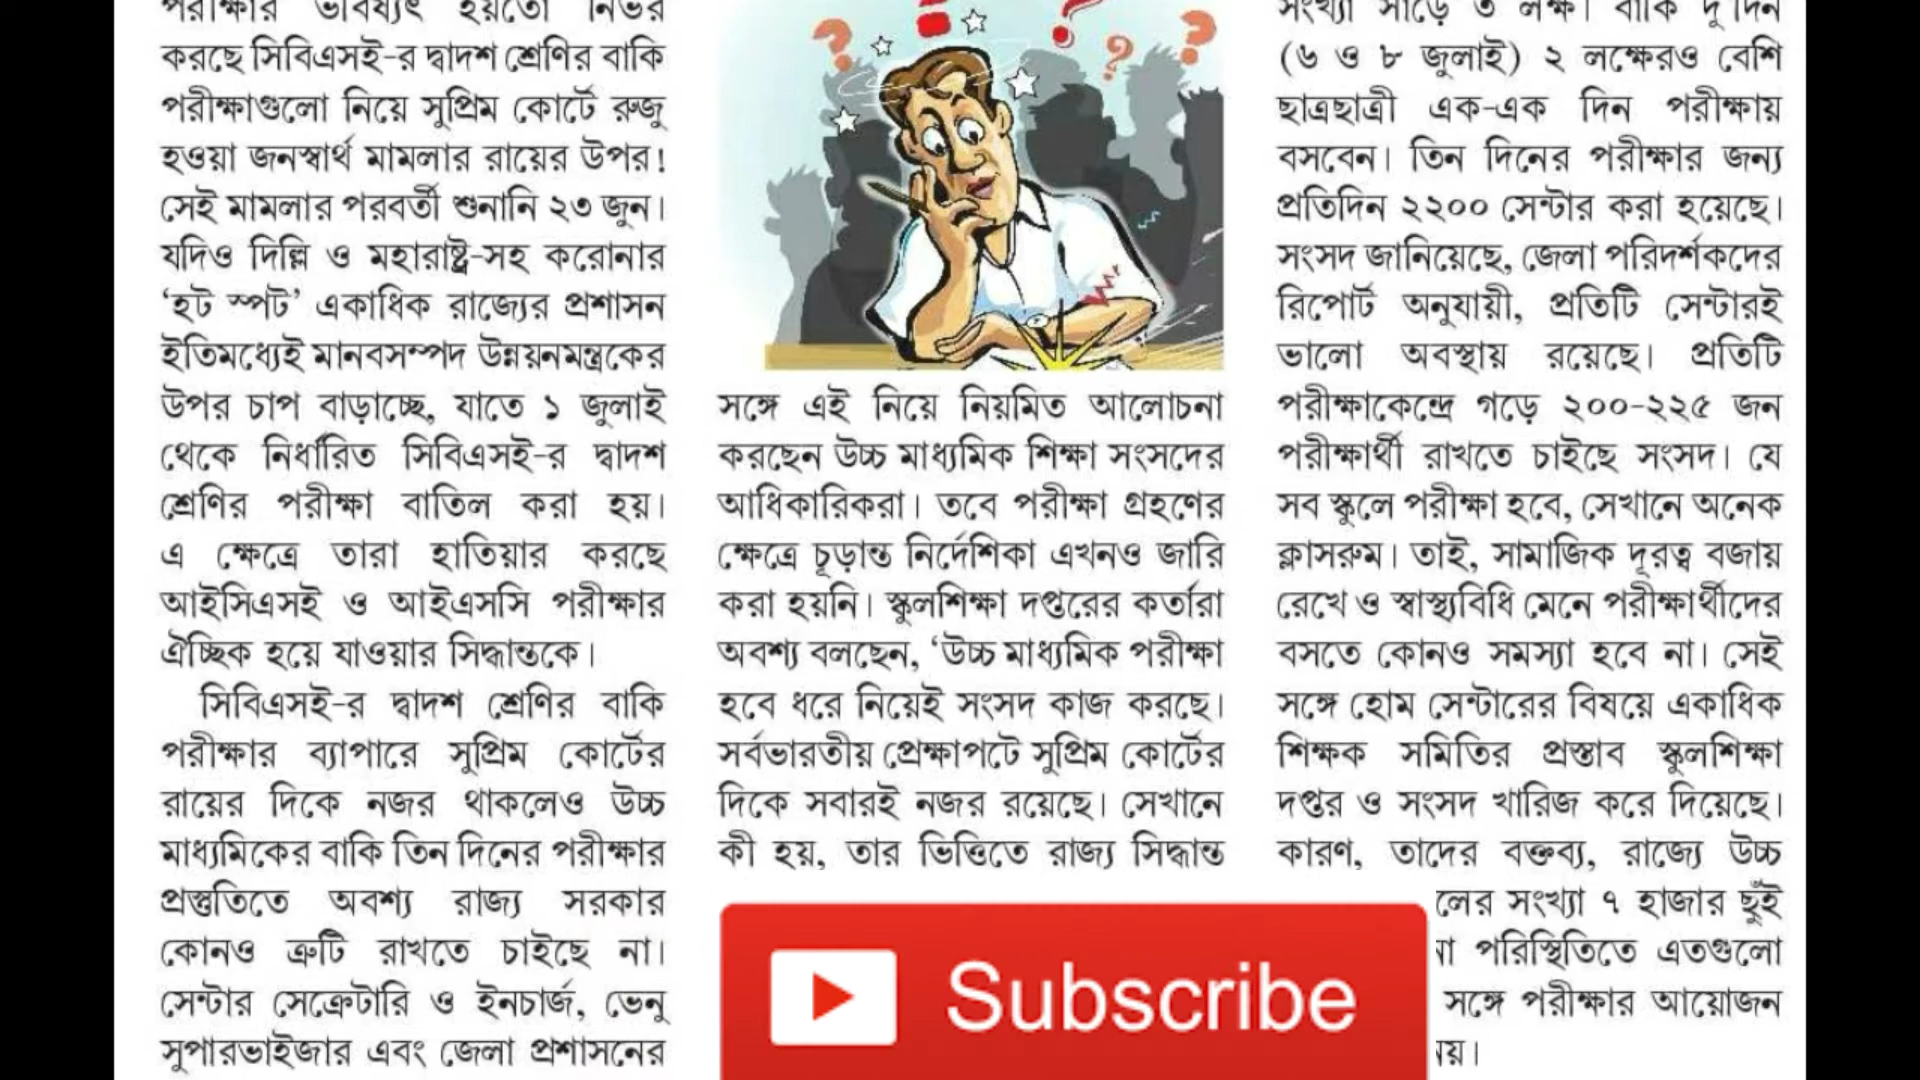 পরীক্ষার ভবিষ্যৎ হয়তো নির্ভর
করছে সিবিএসই-র দ্বাদশ শ্রেণির বাকি
পরীক্ষাগুলো নিয়ে সুপ্রিম কোর্টে রুজু
হওয়া জনস্বার্থ মামলার রায়ের উপর!
সেই মামলার পরবর্তী শুনানি ২৩ জুন।
যদিও দিল্লি ও মহারাষ্ট্র-সহ করোনার
‘হট স্পট’ একাধিক রাজ্যের প্রশাসন
ইতিমধ্যেই মানবসম্পদ উন্নয়নমন্ত্রকের
উপর চাপ বাড়াচ্ছে, যাতে ১ জুলাই
থেকে নির্ধারিত সিবিএসই-র দ্বাদশ
শ্রেণির পরীক্ষা বাতিল করা হয়।
এ ক্ষেত্রে তারা হাতিয়ার করছে
আইসিএসই ও আইএসসি পরীক্ষার
ঐচ্ছিক হয়ে যাওয়ার সিদ্ধান্তকে।
সিবিএসই-র দ্বাদশ শ্রেণির বাকি
পরীক্ষার ব্যাপারে সুপ্রিম কোর্টের
রায়ের দিকে নজর থাকলেও উচ্চ
মাধ্যমিকের বাকি তিন দিনের পরীক্ষার
প্রস্তুতিতে অবশ্য রাজ্য সরকার
কোনও ত্রুটি রাখতে চাইছে না।
সেন্টার সেক্রেটারি ও ইনচার্জ, ভেনু
সুপারভাইজার এবং জেলা প্রশাসনের
সঙ্গে এই নিয়ে নিয়মিত আলোচনা
করছেন উচ্চ মাধ্যমিক শিক্ষা সংসদের
আধিকারিকরা। তবে পরীক্ষা গ্রহণের
ক্ষেত্রে চূড়ান্ত নির্দেশিকা এখনও জারি
করা হয়নি। স্কুলশিক্ষা দপ্তরের কর্তারা
অবশ্য বলছেন, ‘উচ্চ মাধ্যমিক পরীক্ষা
হবে ধরে নিয়েই সংসদ কাজ করছে।
সর্বভারতীয় প্রেক্ষাপটে সুপ্রিম কোর্টের
দিকে সবারই নজর রয়েছে। সেখানে
কী হয়, তার ভিত্তিতে রাজ্য সিদ্ধান্ত
Subscribe
সংখ্যা সাড়ে ৩ লক্ষ। বাকি দু'দিন
(৬ ও ৮ জুলাই) ২ লক্ষেরও বেশি
ছাত্রছাত্রী এক-এক দিন পরীক্ষায়
বসবেন। তিন দিনের পরীক্ষার জন্য
প্রতিদিন ২২০০ সেন্টার করা হয়েছে।
সংসদ জানিয়েছে, জেলা পরিদর্শকদের
রিপোর্ট অনুযায়ী, প্রতিটি সেন্টারই
ভালো অবস্থায় রয়েছে। প্রতিটি
পরীক্ষাকেন্দ্রে গড়ে ২০০-২২৫ জন
পরীক্ষার্থী রাখতে চাইছে সংসদ। যে
সব স্কুলে পরীক্ষা হবে, সেখানে অনেক
ক্লাসরুম। তাই, সামাজিক দূরত্ব বজায়
রেখে ও স্বাস্থ্যবিধি মেনে পরীক্ষার্থীদের
বসতে কোনও সমস্যা হবে না। সেই
সঙ্গে হোম সেন্টারের বিষয়ে একাধিক
শিক্ষক সমিতির প্রস্তাব স্কুলশিক্ষা
দপ্তর ও সংসদ খারিজ করে দিয়েছে।
কারণ, তাদের বক্তব্য, রাজ্যে উচ্চ
সংখ্যা ৭ হাজার ছুঁই
পরিস্থিতিতে এতগুলো
সঙ্গে পরীক্ষার আয়োজন